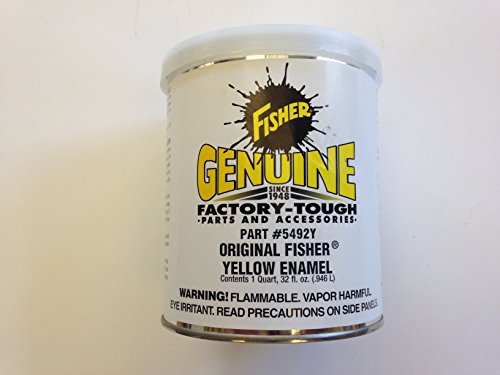 FISHER
GENUINE
SINCE
1948
FACTORY-TOUGH
·PARTS AND ACCESSORIES·
PART #5492Y
ORIGINAL FISHER®
YELLOW ENAMEL
Contents 1 Quart, 32 fl. oz. (.946 L)
WARNING! FLAMMABLE. VAPOR HARMFUL.
EYE IRRITANT. READ PRECAUTIONS ON SIDE PANELS.